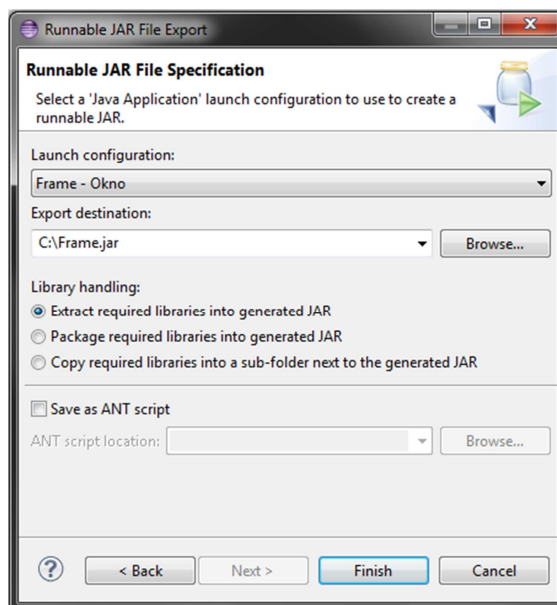 Runnable JAR File Export
Runnable JAR File Specification
Select a 'Java Application' launch configuration to use to create a
runnable JAR.
Launch configuration:
Frame - Okno
Export destination:
C:\Frame.jar
Browse...
Library handling:
Extract required libraries into generated JAR
Package required libraries into generated JAR
Copy required libraries into a sub-folder next to the generated JAR
Save as ANT script
ANT script location:
Browse...
?
< Back
Next >
Finish
Cancel